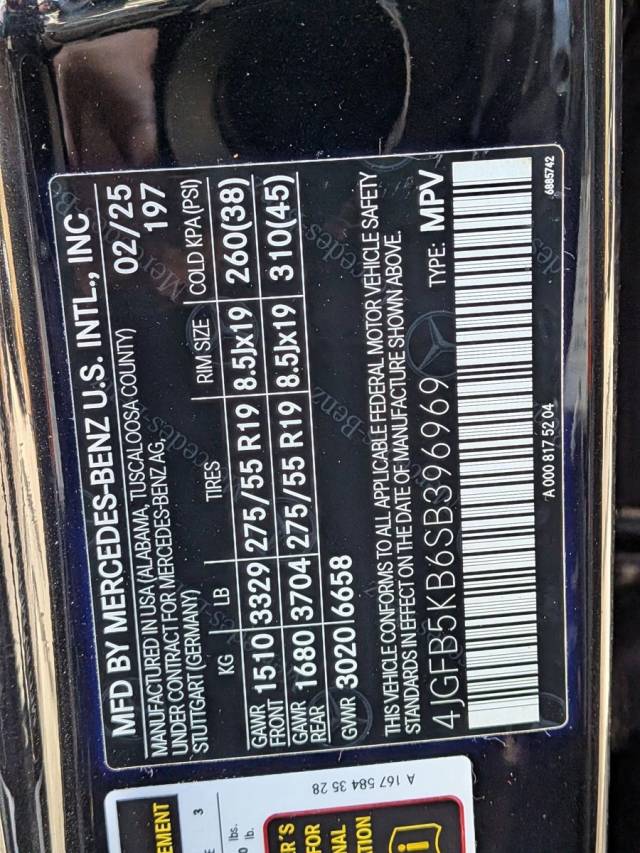 MFD BY MERCEDES-BENZ U.S. INTL., INC
MANUFACTURED IN USA (ALABAMA, TUSCALOOSA COUNTY) 02/25
UNDER CONTRACT FOR MERCEDES-BENZ AG, 197
STUTTGART (GERMANY)
KG LB TIRES RIM SIZE COLD KPA (PSI)
GAWR FRONT 1510 3329 275/55 R19 8.5Jx19 260(38)
GAWR REAR 1680 3704 275/55 R19 8.5Jx19 310(45)
GVWR 3020 6658
THIS VEHICLE CONFORMS TO ALL APPLICABLE FEDERAL MOTOR VEHICLE SAFETY
STANDARDS IN EFFECT ON THE DATE OF MANUFACTURE SHOWN ABOVE.
4JGFB5KB6SB396969 TYPE: MPV
A 000 817 52 04 6885742
A 167 584 35 28
3
lbs.
lb.
FOR